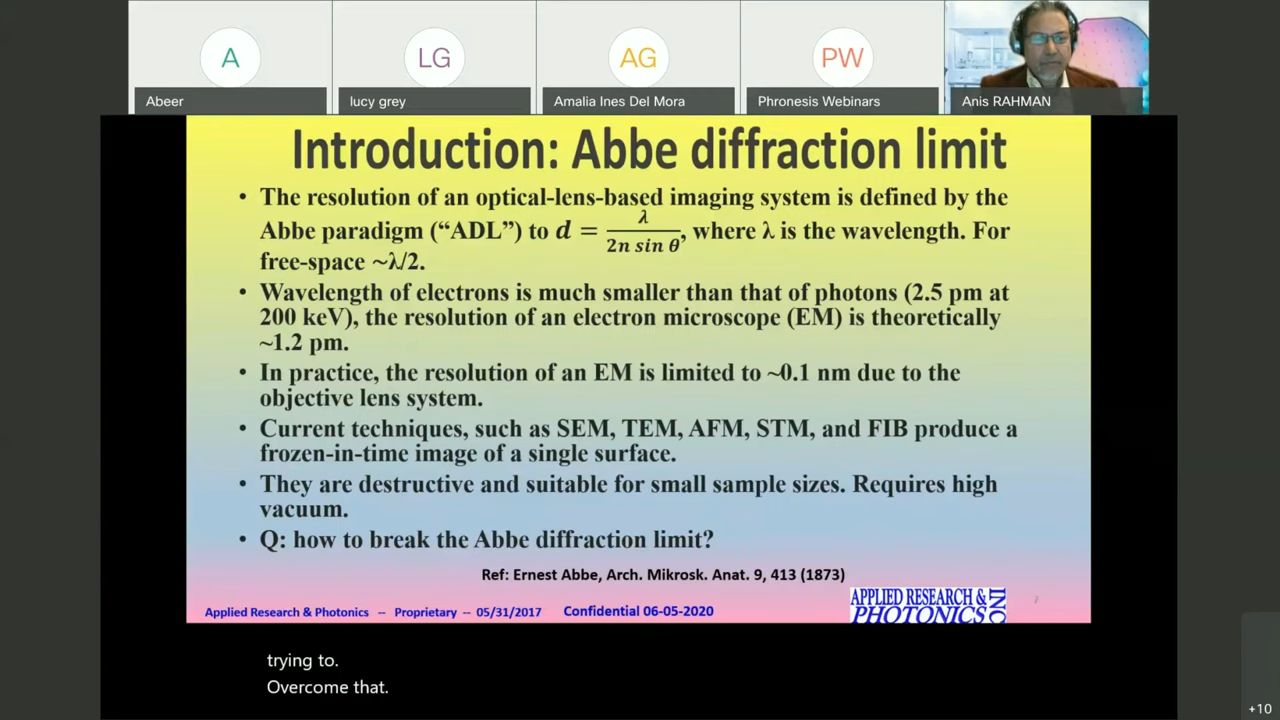 A
LG
AG
PW
Abeer
lucy grey
Amalia Ines Del Mora
Phronesis Webinars
Anis RAHMAN
Introduction: Abbe diffraction limit
• The resolution of an optical-lens-based imaging system is defined by the
Abbe paradigm (“ADL”) to d = λ / 2n sin θ, where λ is the wavelength. For
free-space ~λ/2.
• Wavelength of electrons is much smaller than that of photons (2.5 pm at
200 keV), the resolution of an electron microscope (EM) is theoretically
~1.2 pm.
• In practice, the resolution of an EM is limited to ~0.1 nm due to the
objective lens system.
• Current techniques, such as SEM, TEM, AFM, STM, and FIB produce a
frozen-in-time image of a single surface.
• They are destructive and suitable for small sample sizes. Requires high
vacuum.
• Q: how to break the Abbe diffraction limit?
Ref: Ernest Abbe, Arch. Mikrosk. Anat. 9, 413 (1873)
Applied Research & Photonics -- Proprietary -- 05/31/2017 Confidential 06-05-2020
APPLIED RESEARCH &
PHOTONICS INC
trying to.
Overcome that.
+10